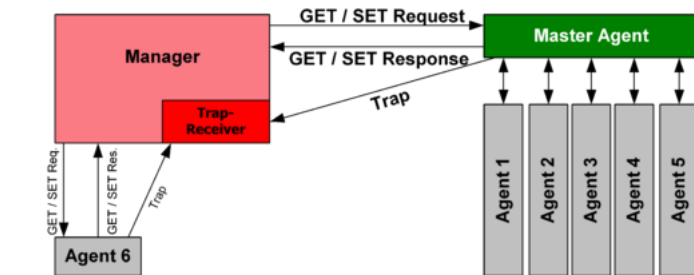 GET / SET Request
Manager
Master Agent
GET / SET Response
Trap
Trap-
Receiver
GET / SET Req.
GET / SET Res.
Trap
Agent 1
Agent 2
Agent 3
Agent 4
Agent 5
Agent 6